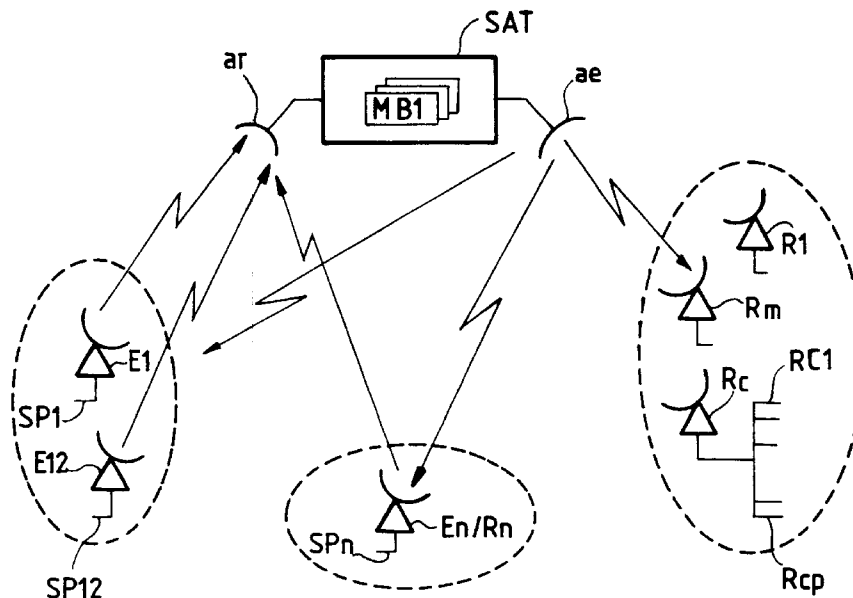 SAT
ar
ae
MB1
R1
Rm
E1
RC1
Rc
SP1
E12
En/Rn
SPn
SP12
Rcp